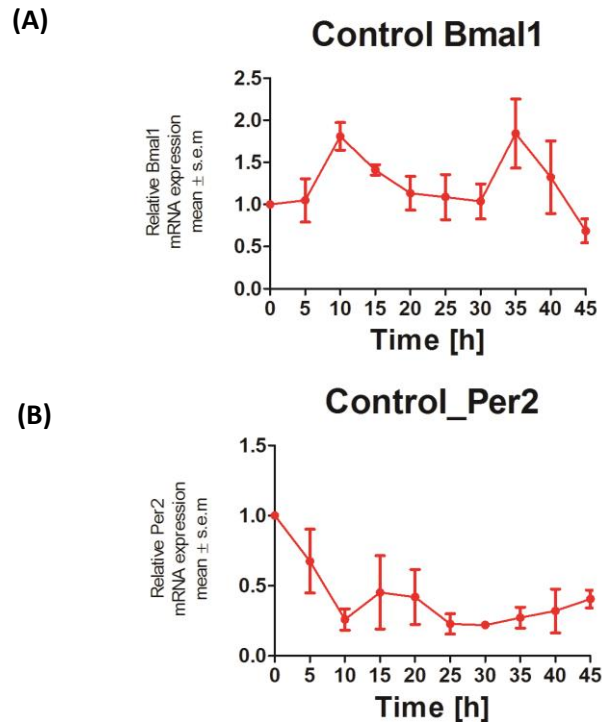 (A)
Control Bmal1
Relative Bmal1
mRNA expression
mean ± s.e.m
2.5
2.0
1.5
1.0
0.5
0.0
0 5 10 15 20 25 30 35 40 45
Time [h]
(B)
Control_Per2
Relative Per2
mRNA expression
mean ± s.e.m
1.5
1.0
0.5
0.0
0 5 10 15 20 25 30 35 40 45
Time [h]